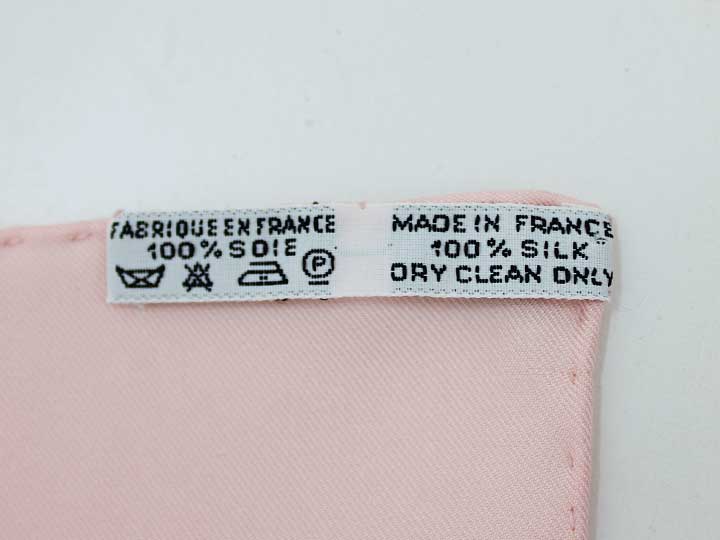 FABRIQUE EN FRANCE
100% SOIE
P
MADE IN FRANCE
100% SILK
DRY CLEAN ONLY